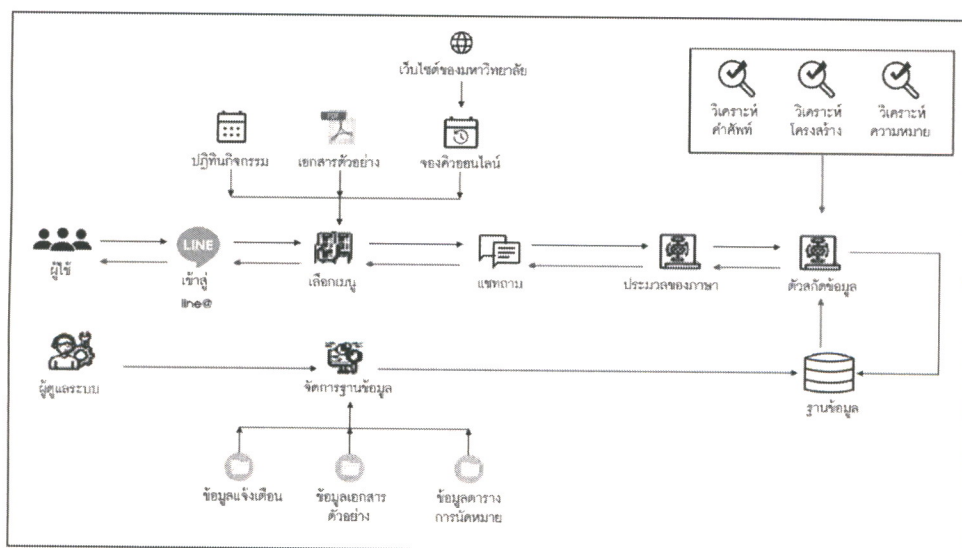 เว็บไซต์ของมหาวิทยาลัย
วิเคราะห์
คำศัพท์
วิเคราะห์
โครงสร้าง
วิเคราะห์
ความหมาย
ปฏิทินกิจกรรม
PDF
เอกสารตัวอย่าง
จองคิวออนไลน์
LINE
ผู้ใช้
เข้าสู่
line@
เลือกเมนู
แชทถาม
ประมวลของภาษา
ตัวสกัดข้อมูล
ผู้ดูแลระบบ
จัดการฐานข้อมูล
ฐานข้อมูล
ข้อมูลแจ้งเตือน
ข้อมูลเอกสาร
ตัวอย่าง
ข้อมูลตาราง
การนัดหมาย